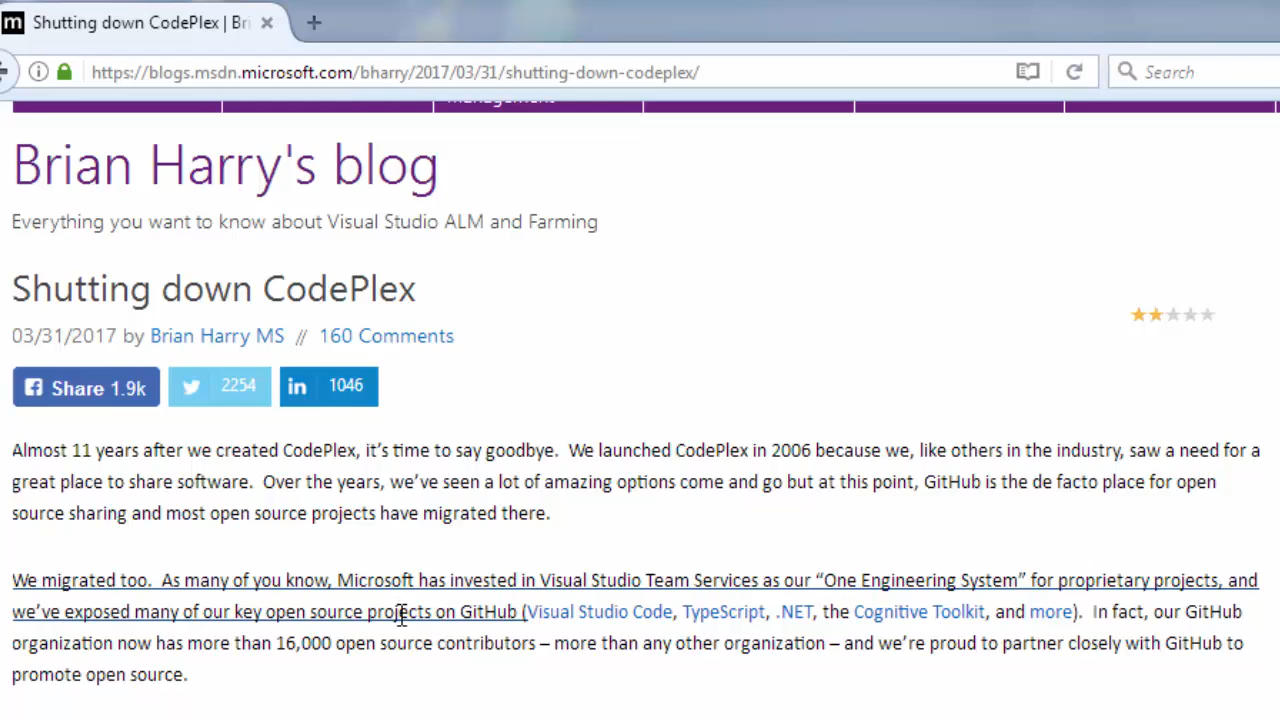 m Shutting down CodePlex | Bri
https://blogs.msdn.microsoft.com/bharry/2017/03/31/shutting-down-codeplex/ Search
Brian Harry's blog
Everything you want to know about Visual Studio ALM and Farming
Shutting down CodePlex
03/31/2017 by Brian Harry MS // 160 Comments
Share 1.9k 2254 in 1046
Almost 11 years after we created CodePlex, it’s time to say goodbye. We launched CodePlex in 2006 because we, like others in the industry, saw a need for a
great place to share software. Over the years, we’ve seen a lot of amazing options come and go but at this point, GitHub is the de facto place for open
source sharing and most open source projects have migrated there.
We migrated too. As many of you know, Microsoft has invested in Visual Studio Team Services as our “One Engineering System” for proprietary projects, and
we’ve exposed many of our key open source projects on GitHub (Visual Studio Code, TypeScript, .NET, the Cognitive Toolkit, and more). In fact, our GitHub
organization now has more than 16,000 open source contributors – more than any other organization – and we’re proud to partner closely with GitHub to
promote open source.